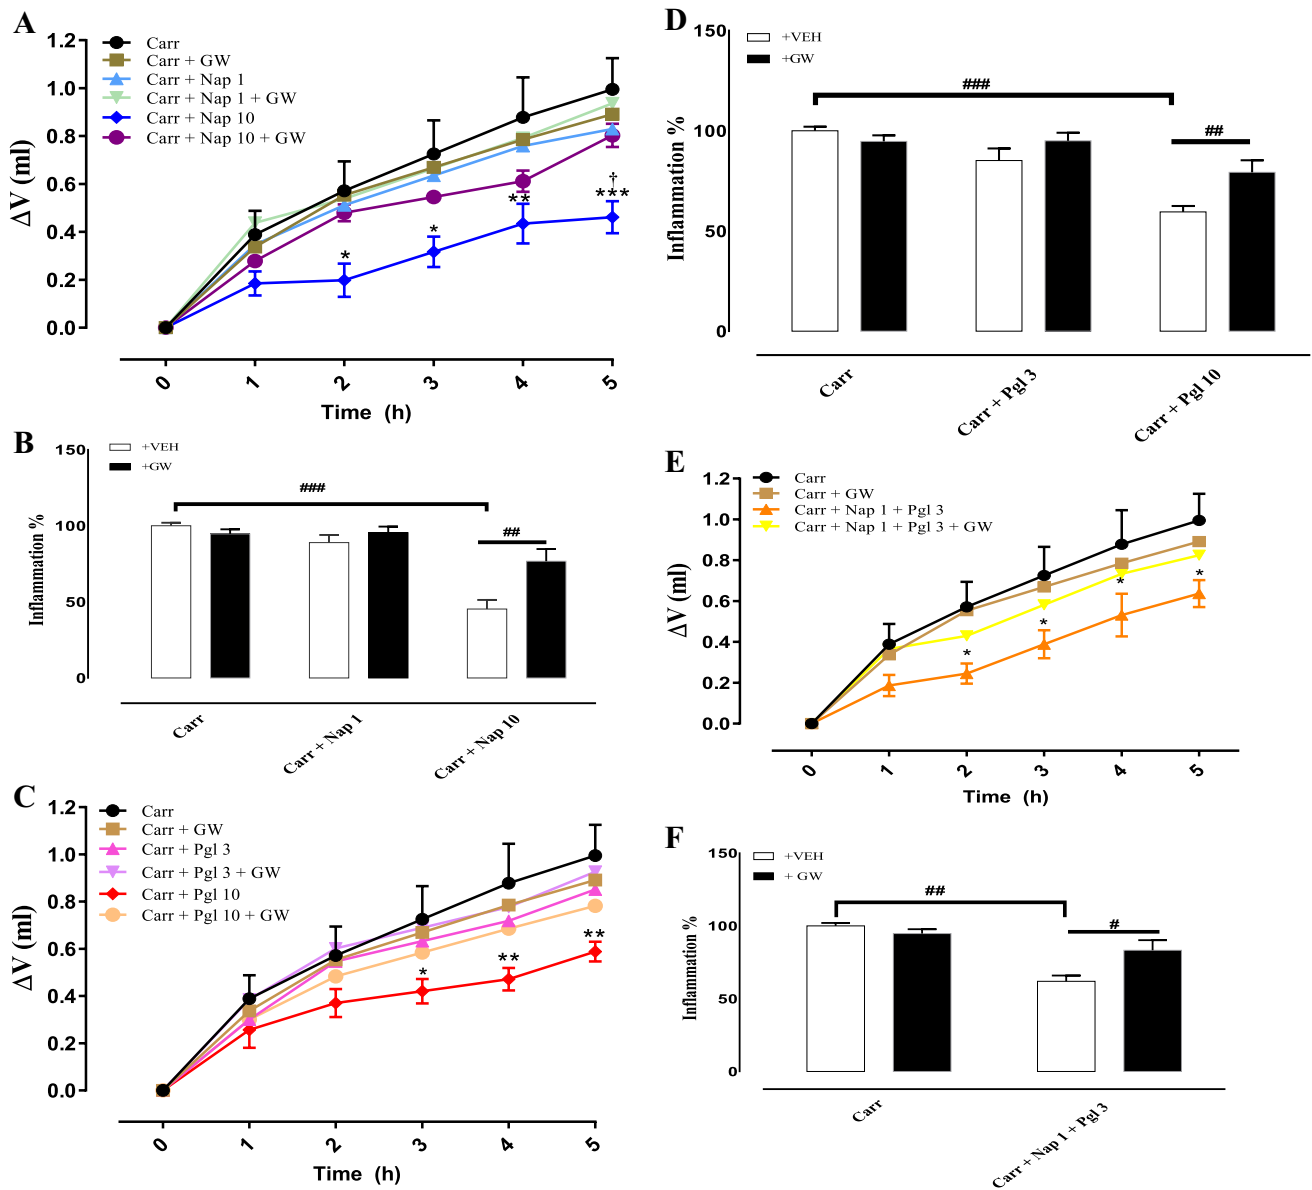 A
1.2
1.0
0.8
0.6
0.4
0.2
0.0
ΔV (ml)
Carr
Carr + GW
Carr + Nap 1
Carr + Nap 1 + GW
Carr + Nap 10
Carr + Nap 10 + GW
*
*
**
†
***
0 1 2 3 4 5
Time (h)
B
150
100
50
0
Inflammation %
+VEH
+GW
###
##
Carr
Carr + Nap 1
Carr + Nap 10
C
1.2
1.0
0.8
0.6
0.4
0.2
0.0
ΔV (ml)
Carr
Carr + GW
Carr + Pgl 3
Carr + Pgl 3 + GW
Carr + Pgl 10
Carr + Pgl 10 + GW
*
**
**
0 1 2 3 4 5
Time (h)
D
150
100
50
0
Inflammation %
+VEH
+GW
###
##
Carr
Carr + Pgl 3
Carr + Pgl 10
E
1.2
1.0
0.8
0.6
0.4
0.2
0.0
ΔV (ml)
Carr
Carr + GW
Carr + Nap 1 + Pgl 3
Carr + Nap 1 + Pgl 3 + GW
*
*
*
*
0 1 2 3 4 5
Time (h)
F
150
100
50
0
Inflammation %
+VEH
+ GW
##
#
Carr
Carr + Nap 1 + Pgl 3